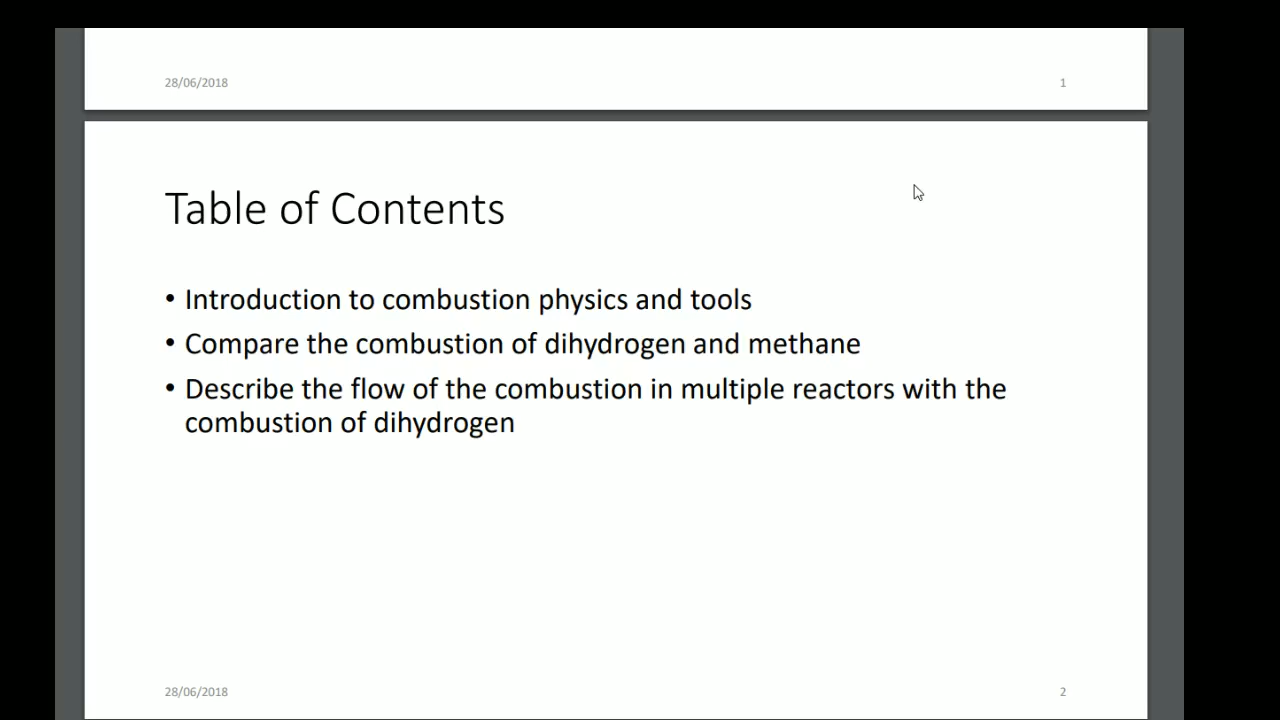 28/06/2018 1
Table of Contents
• Introduction to combustion physics and tools
• Compare the combustion of dihydrogen and methane
• Describe the flow of the combustion in multiple reactors with the
combustion of dihydrogen
28/06/2018 2